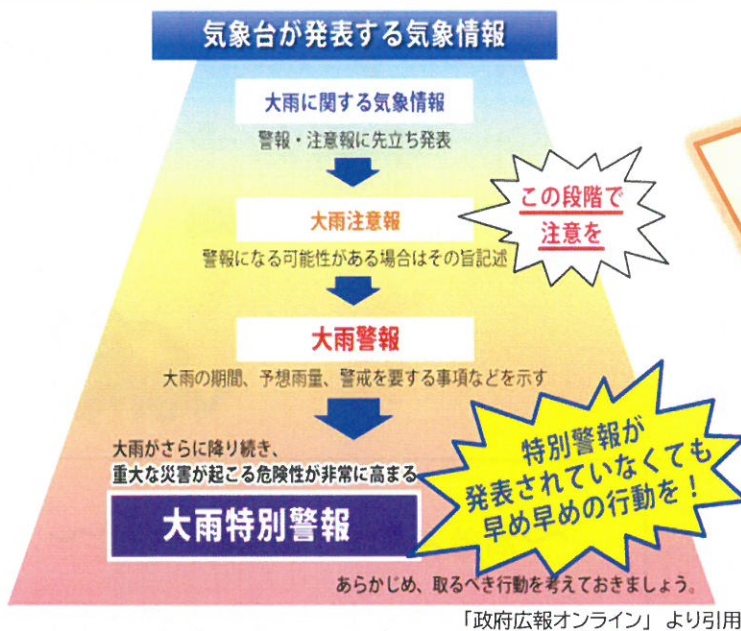 気象台が発表する気象情報
大雨に関する気象情報
警報・注意報に先立ち発表
大雨注意報
この段階で
注意を
警報になる可能性がある場合はその旨記述
大雨警報
大雨の期間、予想雨量、警戒を要する事項などを示す
大雨がさらに降り続き、
重大な災害が起こる危険性が非常に高まる
特別警報が
発表されていなくても
早め早めの行動を！
大雨特別警報
あらかじめ、取るべき行動を考えておきましょう。
「政府広報オンライン」より引用